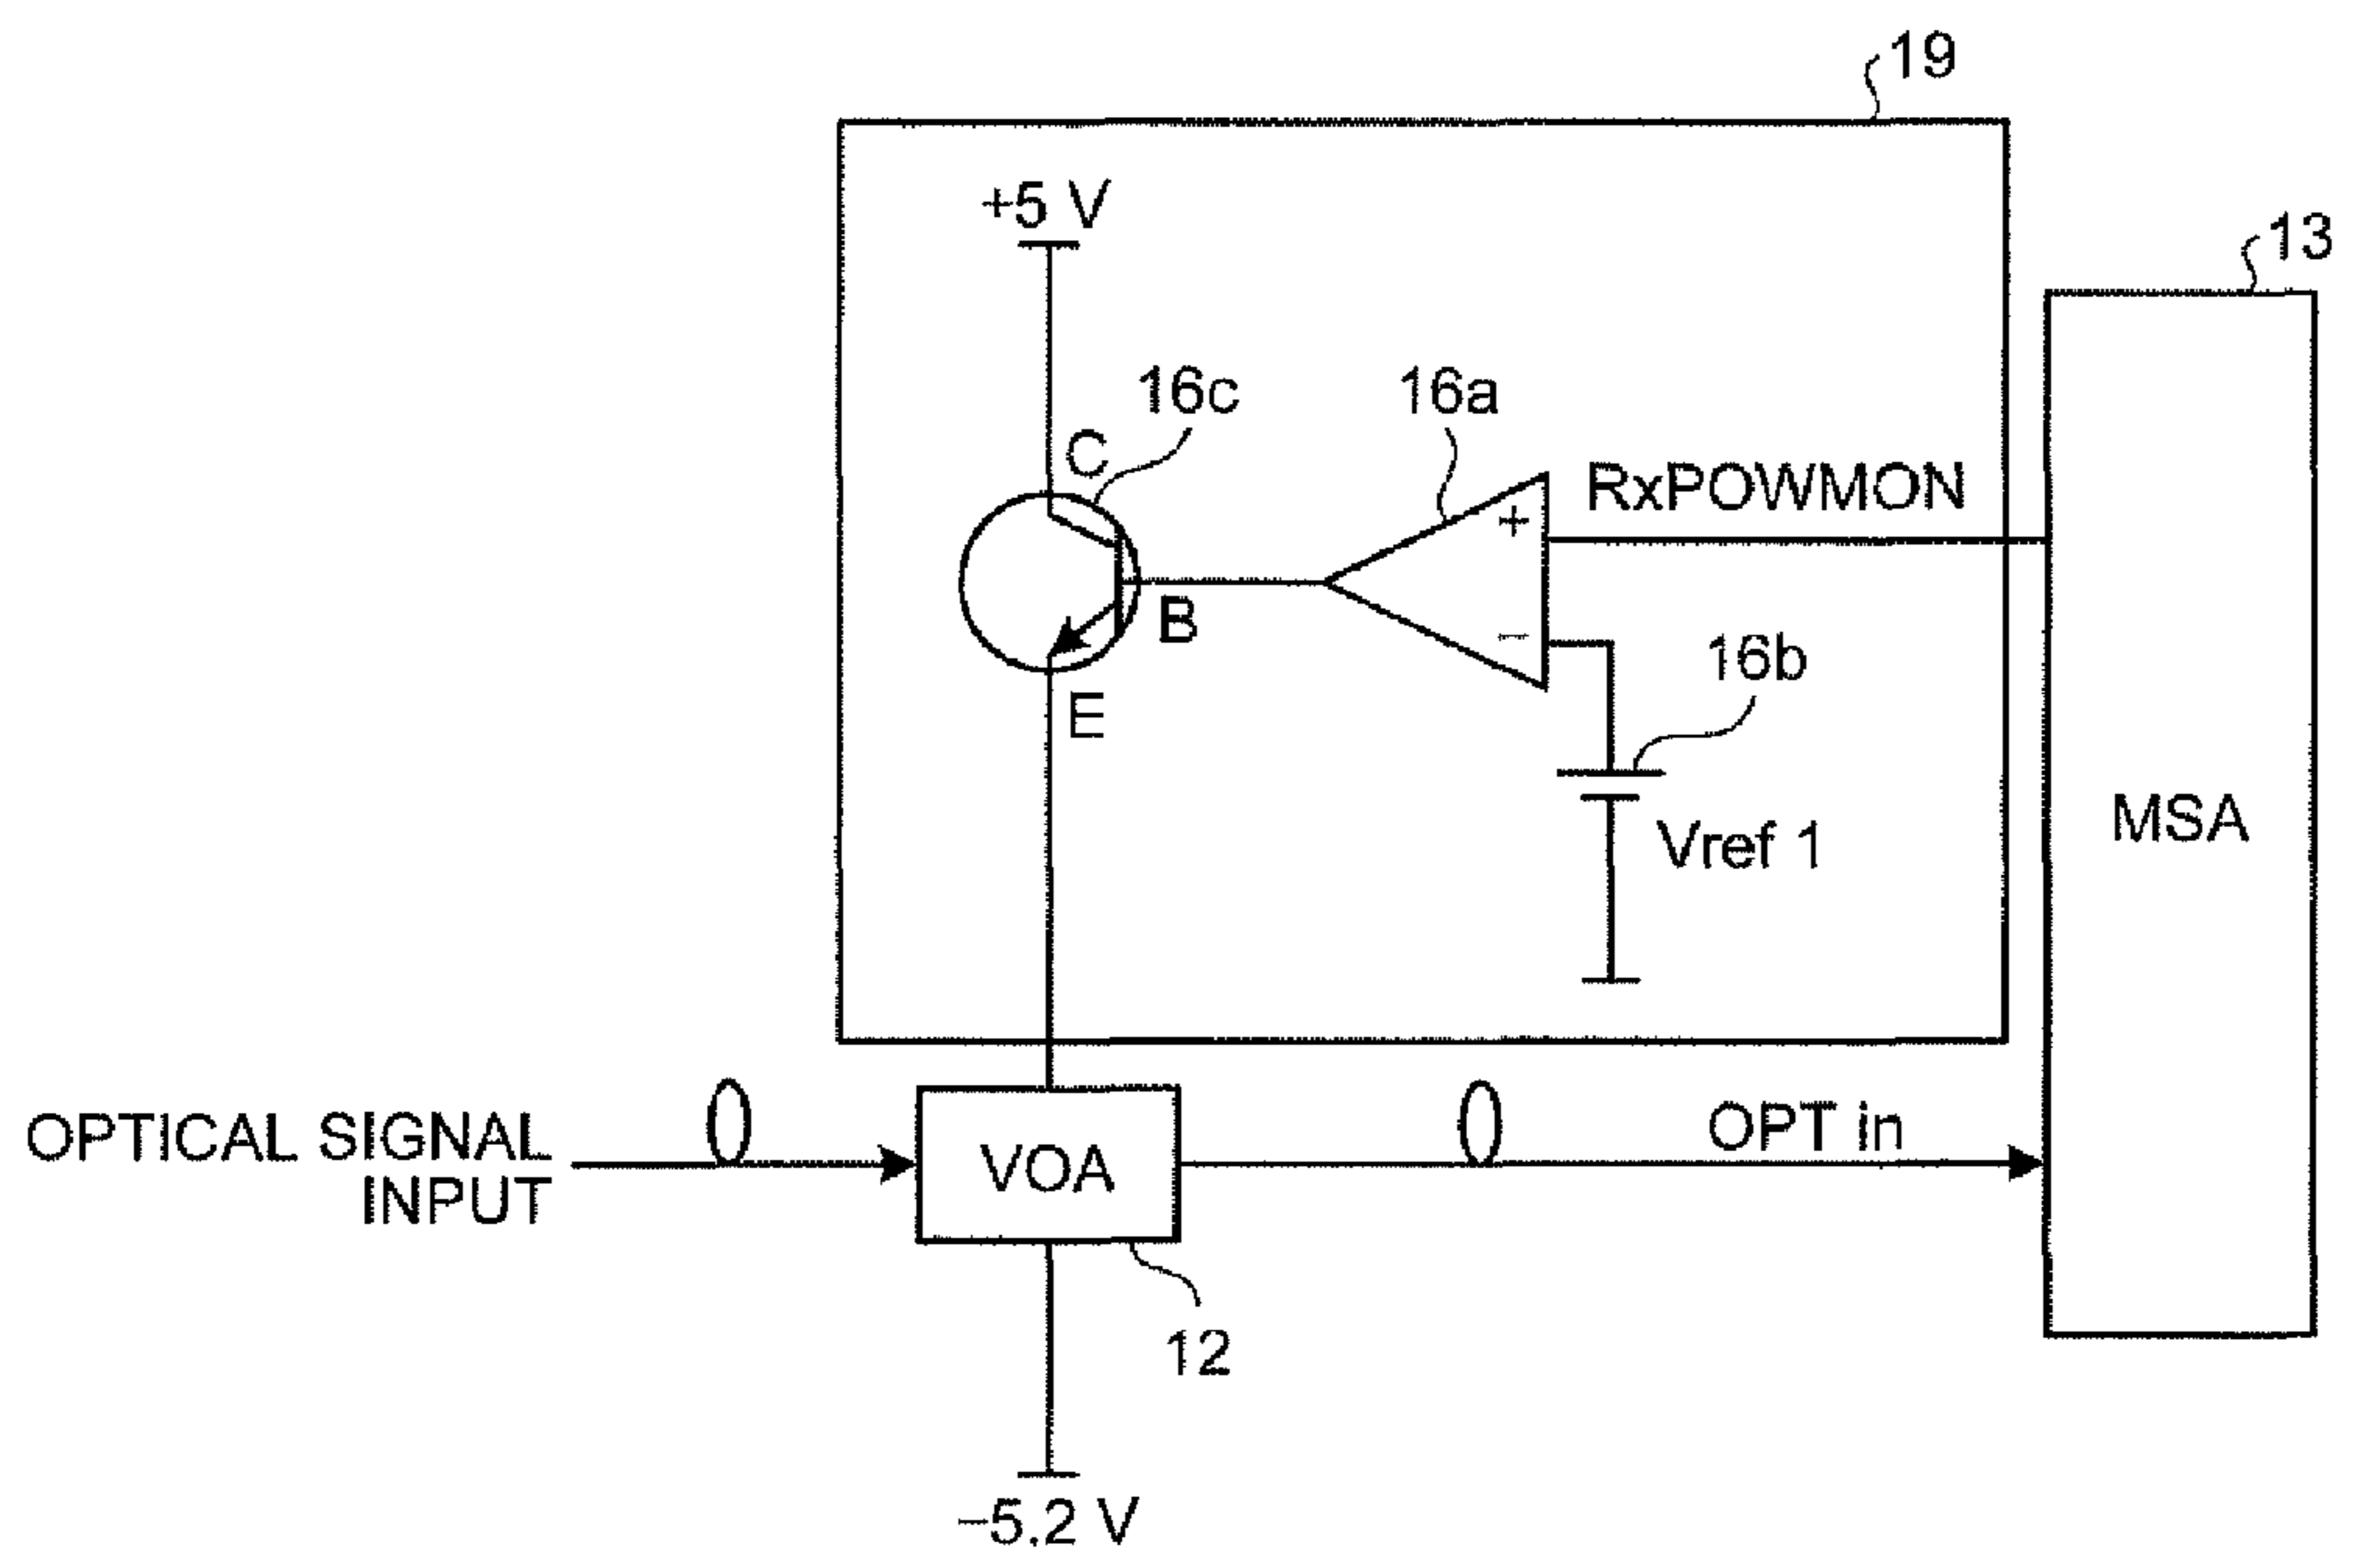 19
+5 V
13
16c
16a
C
RxPOWMON
+
B
–
16b
E
Vref 1
MSA
OPTICAL SIGNAL
INPUT
VOA
OPT in
12
–5.2 V